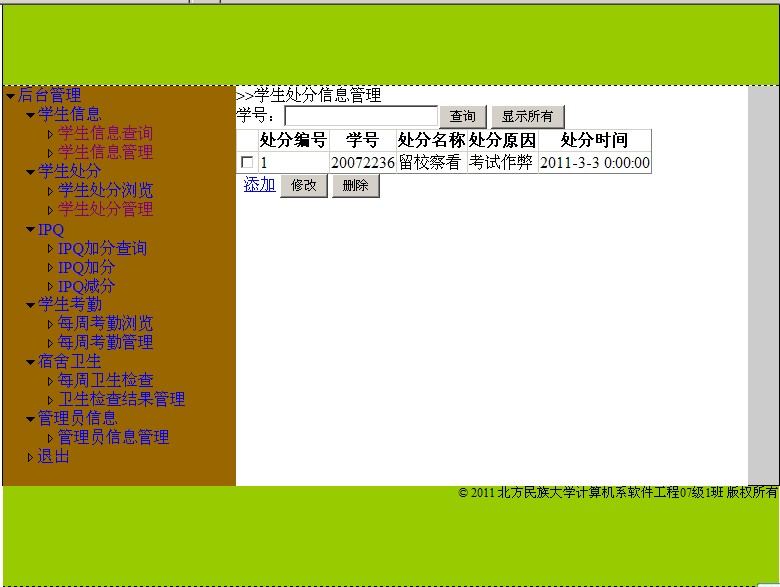 后台管理
学生信息
学生信息查询
学生信息管理
学生处分
学生处分浏览
学生处分管理
IPQ
IPQ加分查询
IPQ加分
IPQ减分
学生考勤
每周考勤浏览
每周考勤管理
宿舍卫生
每周卫生检查
卫生检查结果管理
管理员信息
管理员信息管理
退出
>>学生处分信息管理
学号： 查询 显示所有
处分编号 学号 处分名称 处分原因 处分时间
1 20072236 留校察看 考试作弊 2011-3-3 0:00:00
添加 修改 删除
© 2011 北方民族大学计算机系软件工程07级1班 版权所有